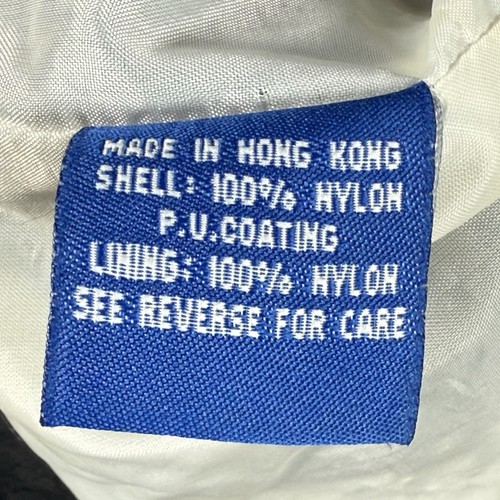 MADE IN HONG KONG
SHELL: 100% NYLON
P.U.COATING
LINING: 100% NYLON
SEE REVERSE FOR CARE